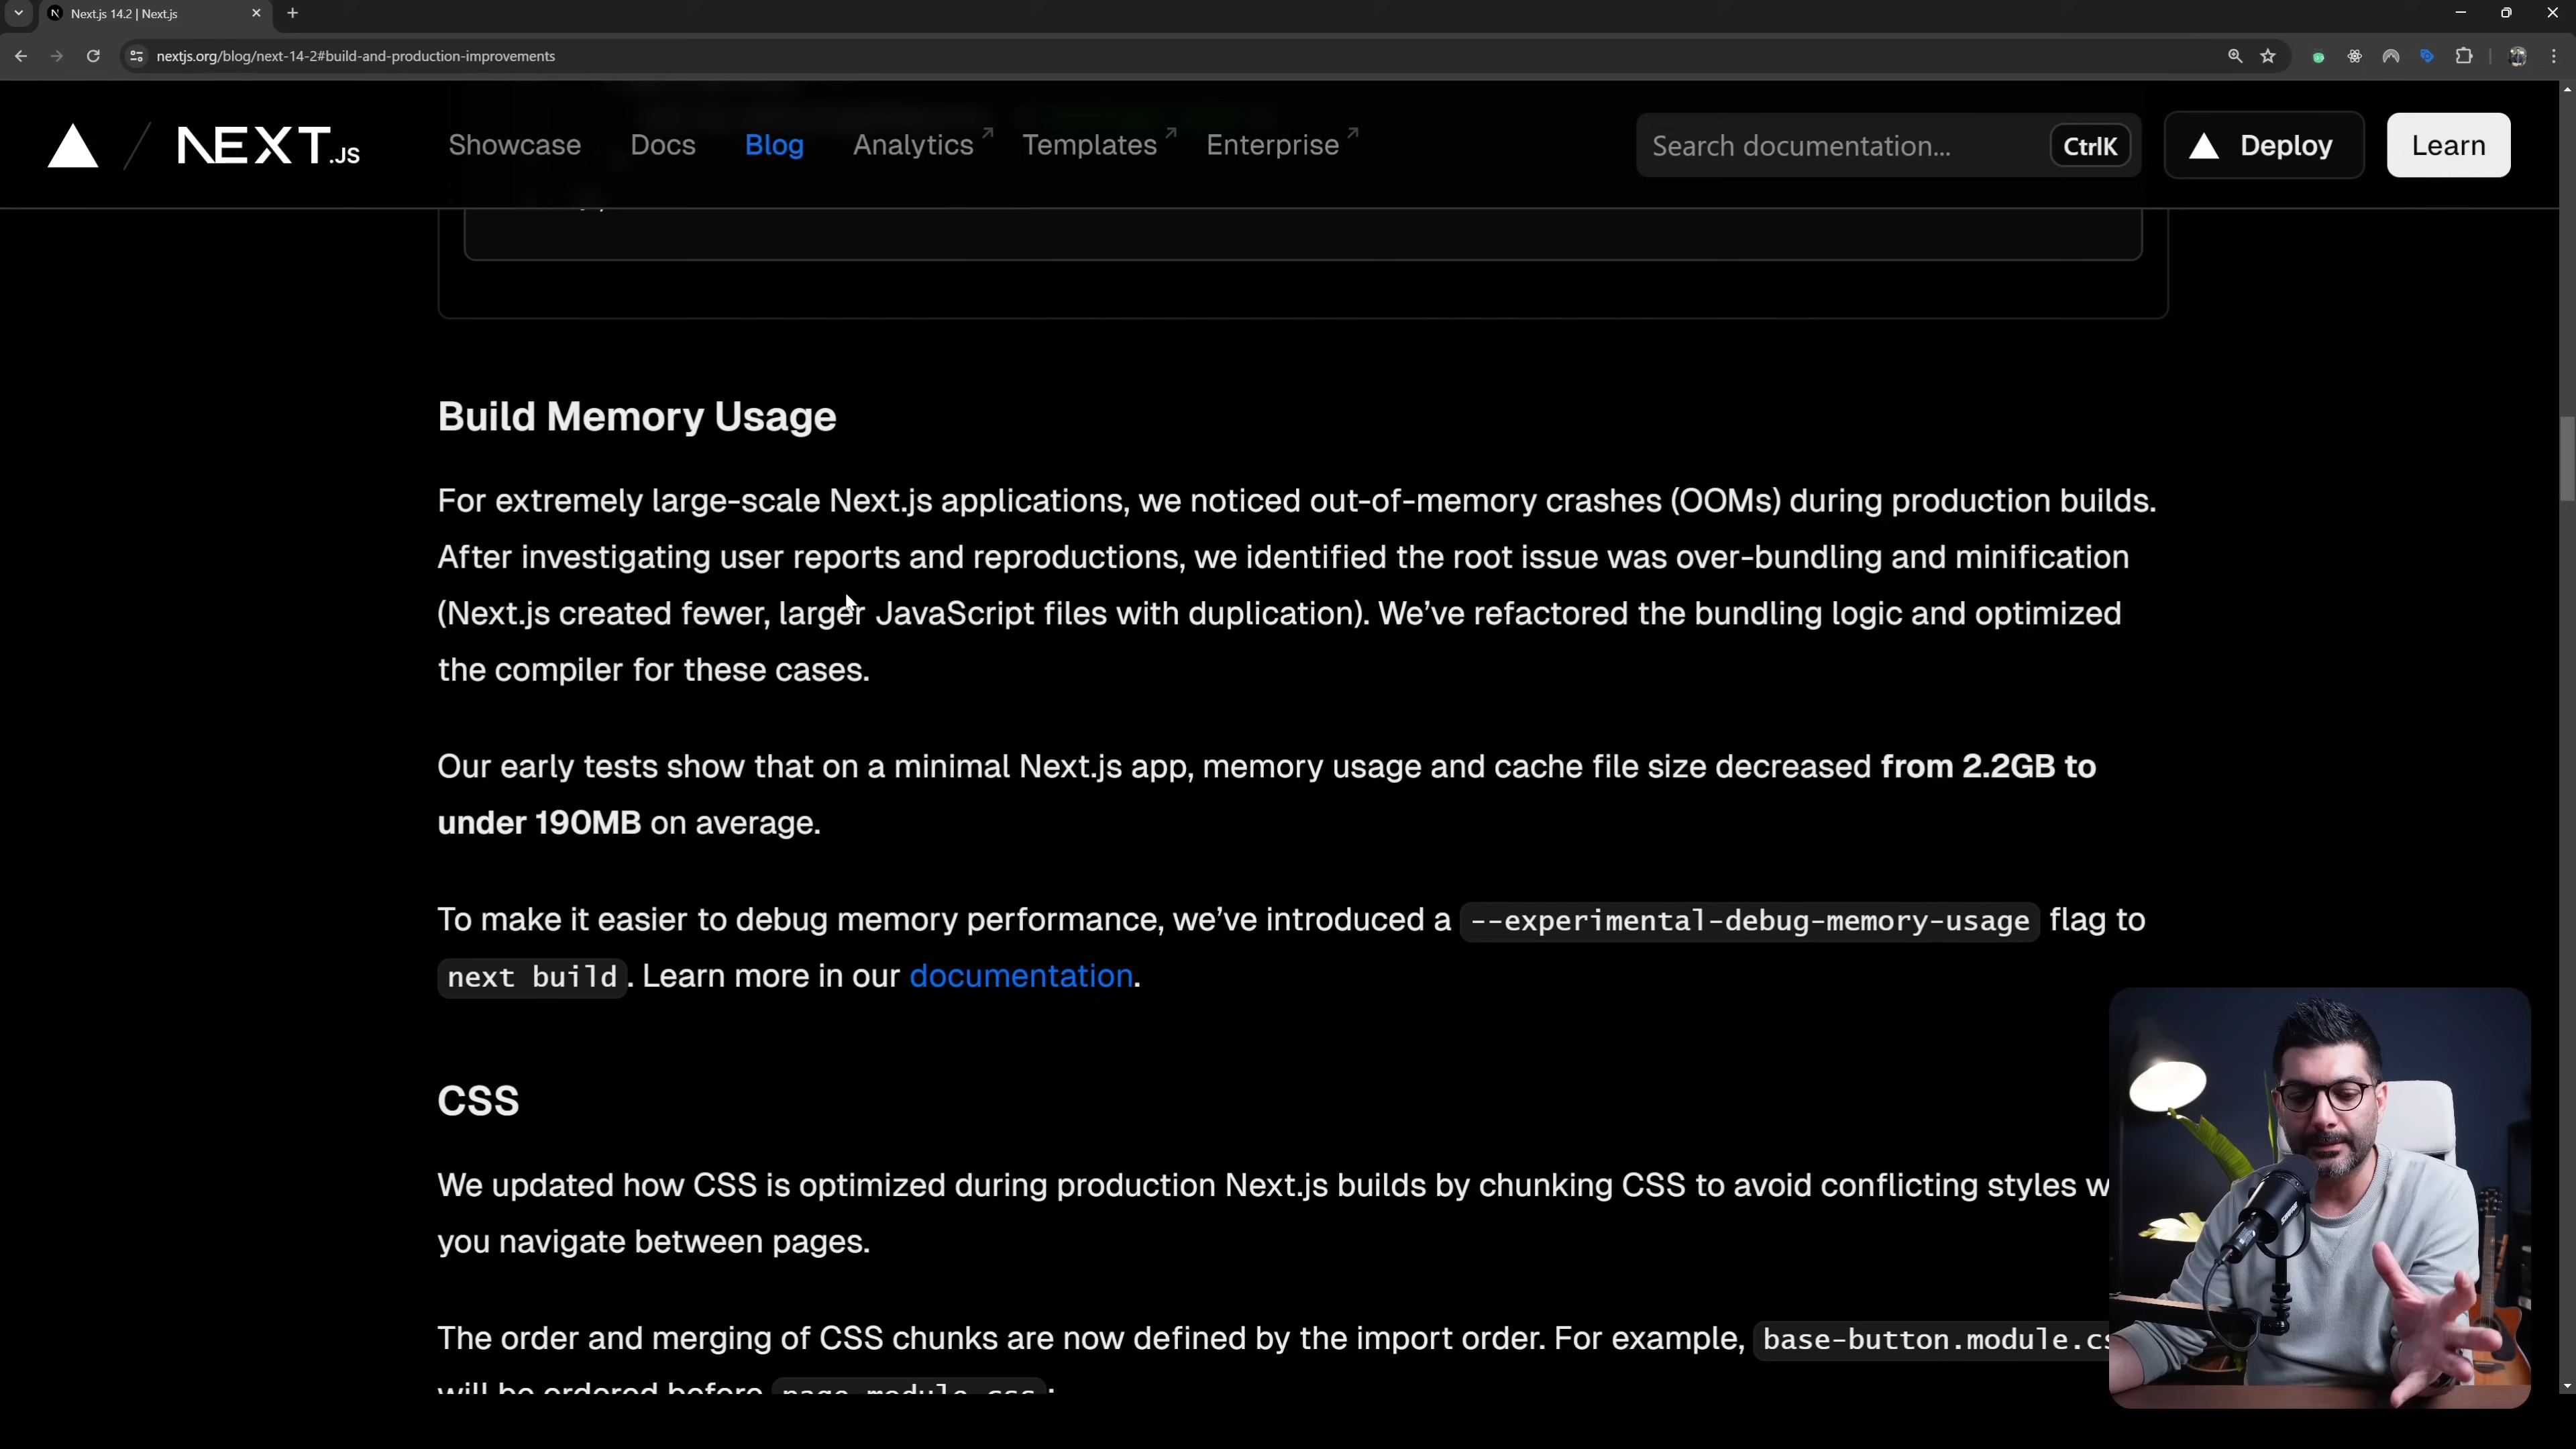 Next.js 14.2 | Next.js
nextjs.org/blog/next-14-2#build-and-production-improvements
NEXT.JS
Showcase Docs Blog Analytics Templates Enterprise
Search documentation... CtrlK Deploy Learn
Build Memory Usage
For extremely large-scale Next.js applications, we noticed out-of-memory crashes (OOMs) during production builds.
After investigating user reports and reproductions, we identified the root issue was over-bundling and minification
(Next.js created fewer, larger JavaScript files with duplication). We’ve refactored the bundling logic and optimized
the compiler for these cases.
Our early tests show that on a minimal Next.js app, memory usage and cache file size decreased from 2.2GB to
under 190MB on average.
To make it easier to debug memory performance, we’ve introduced a --experimental-debug-memory-usage flag to
next build. Learn more in our documentation.
CSS
We updated how CSS is optimized during production Next.js builds by chunking CSS to avoid conflicting styles w
you navigate between pages.
The order and merging of CSS chunks are now defined by the import order. For example, base-button.module.cs
will be ordered before page.module.css: